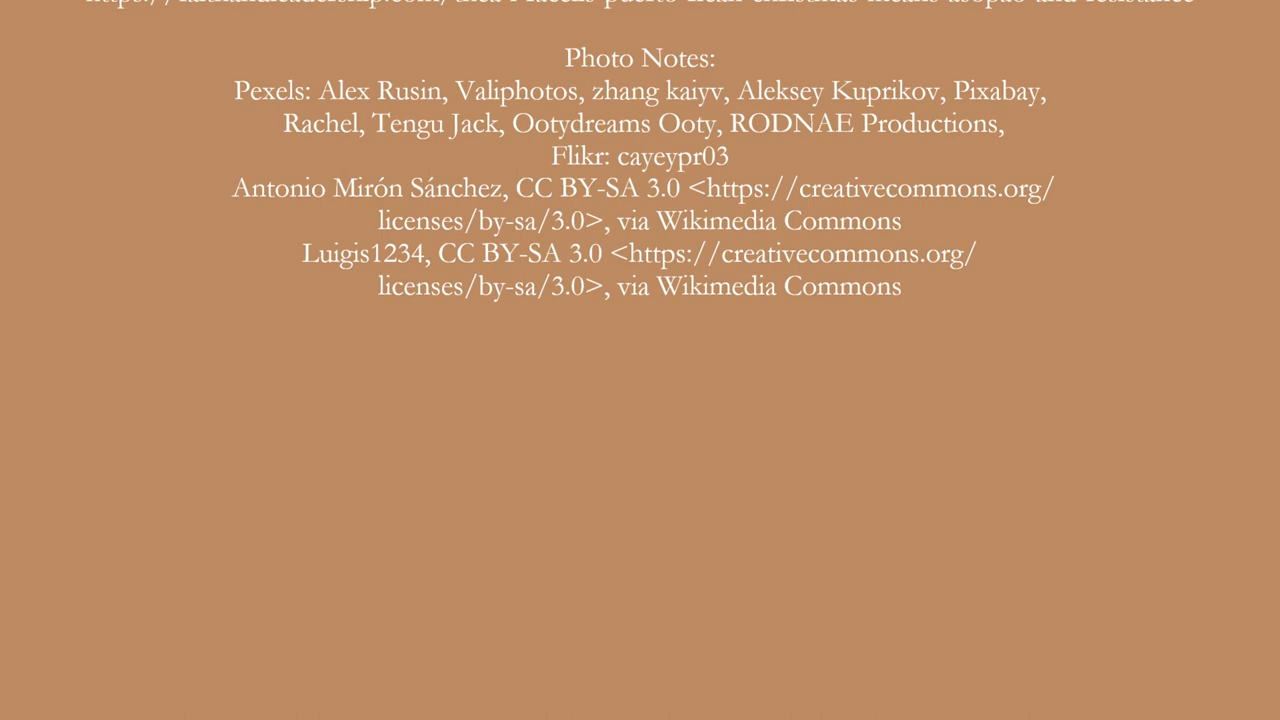 Photo Notes:
Pexels: Alex Rusin, Valiphotos, zhang kaiyv, Aleksey Kuprikov, Pixabay,
Rachel, Tengu Jack, Ootydreams Ooty, RODNAE Productions,
Flikr: cayeypr03
Antonio Mirón Sánchez, CC BY-SA 3.0 <https://creativecommons.org/
licenses/by-sa/3.0>, via Wikimedia Commons
Luigis1234, CC BY-SA 3.0 <https://creativecommons.org/
licenses/by-sa/3.0>, via Wikimedia Commons